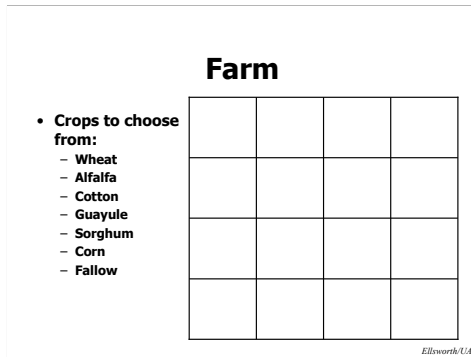 Farm
• Crops to choose
from:
– Wheat
– Alfalfa
– Cotton
– Guayule
– Sorghum
– Corn
– Fallow
Ellsworth/UA